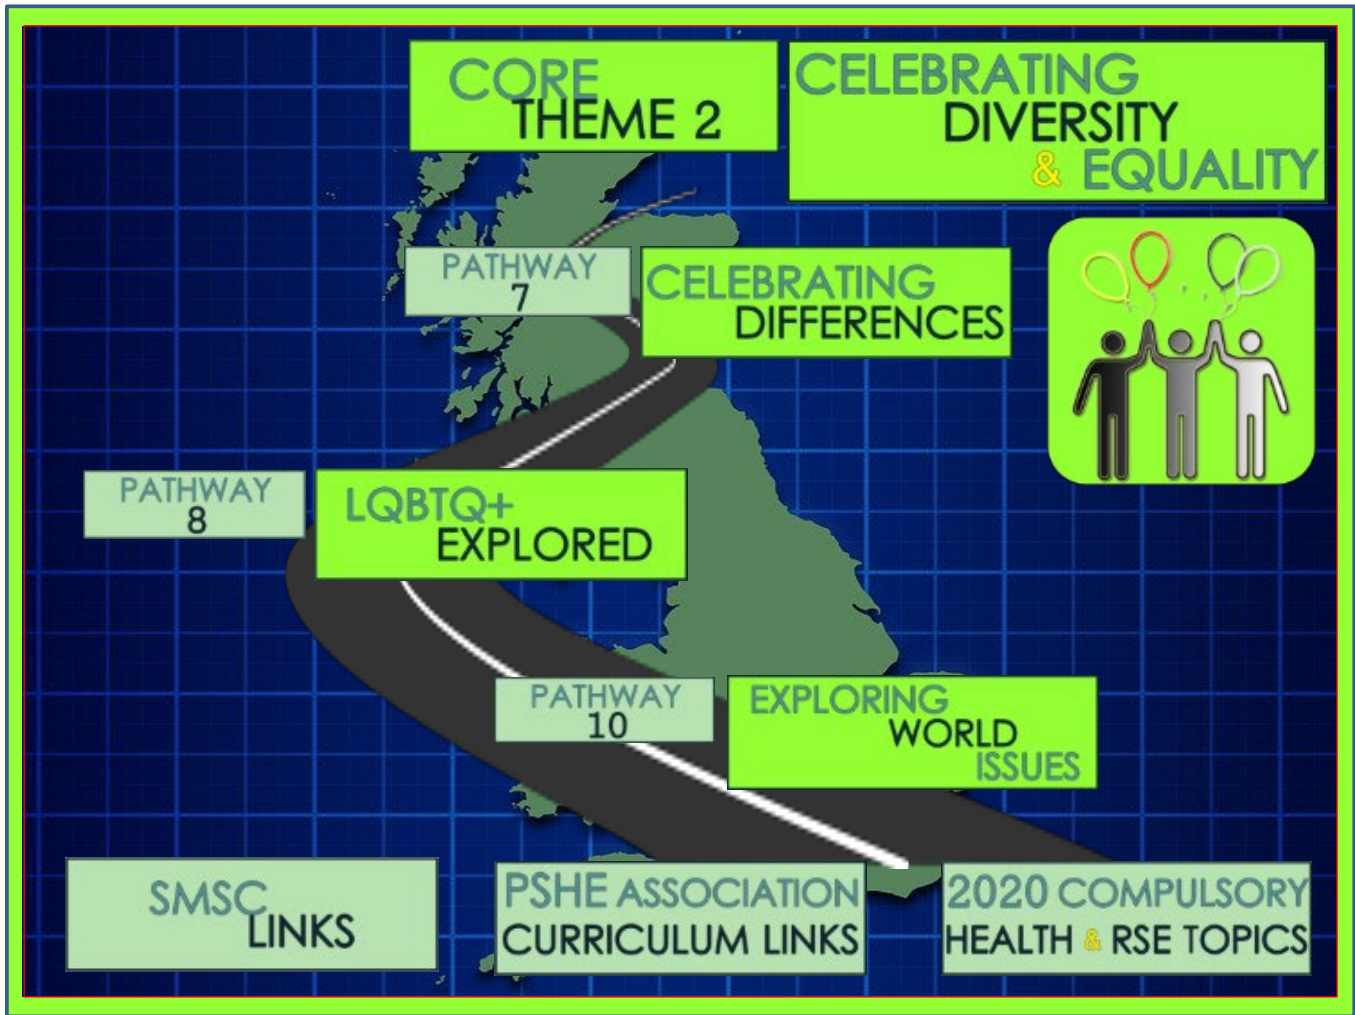 CORE
THEME 2
CELEBRATING
DIVERSITY
& EQUALITY
PATHWAY
7
CELEBRATING
DIFFERENCES
PATHWAY
8
LQBTQ+
EXPLORED
PATHWAY
10
EXPLORING
WORLD
ISSUES
SMSC
LINKS
PSHE ASSOCIATION
CURRICULUM LINKS
2020 COMPULSORY
HEALTH & RSE TOPICS